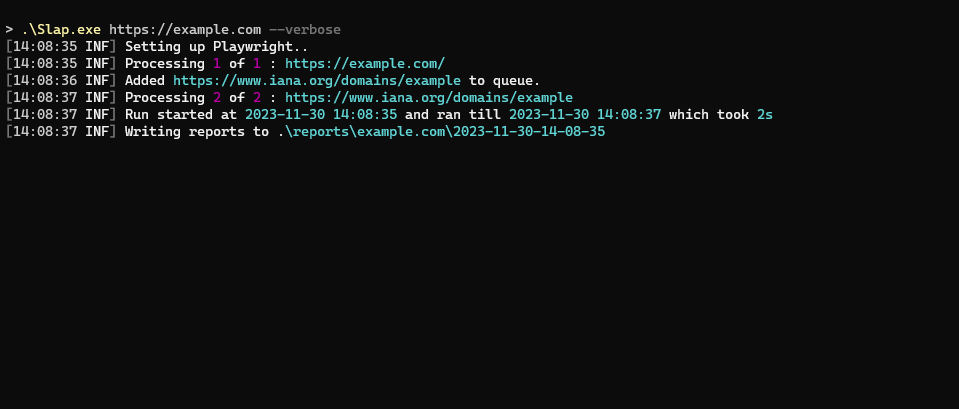 > .\Slap.exe https://example.com --verbose
[14:08:35 INF] Setting up Playwright..
[14:08:35 INF] Processing 1 of 1 : https://example.com/
[14:08:36 INF] Added https://www.iana.org/domains/example to queue.
[14:08:37 INF] Processing 2 of 2 : https://www.iana.org/domains/example
[14:08:37 INF] Run started at 2023-11-30 14:08:35 and ran till 2023-11-30 14:08:37 which took 2s
[14:08:37 INF] Writing reports to .\reports\example.com\2023-11-30-14-08-35